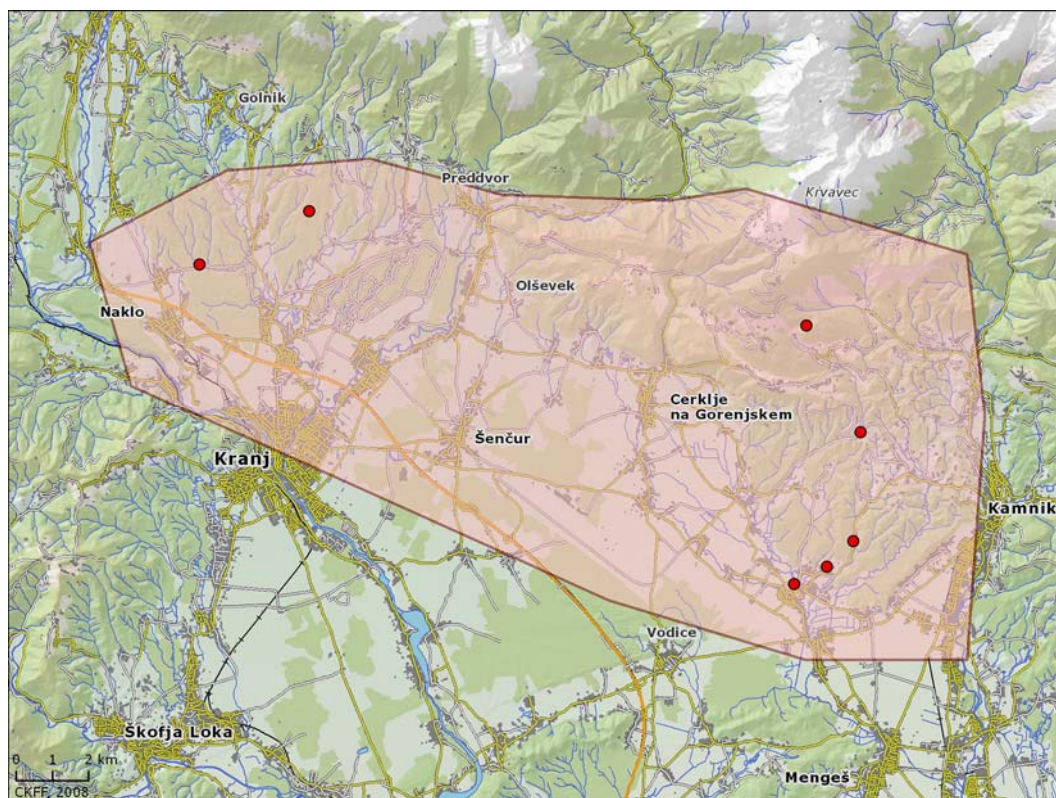 Golnik
Preddvor
Krvavec
Olševek
Naklo
Cerklje
na Gorenjskem
Šenčur
Kranj
Kamnik
Vodice
Škofja Loka
Mengeš
0 1 2 km
CKFF, 2008